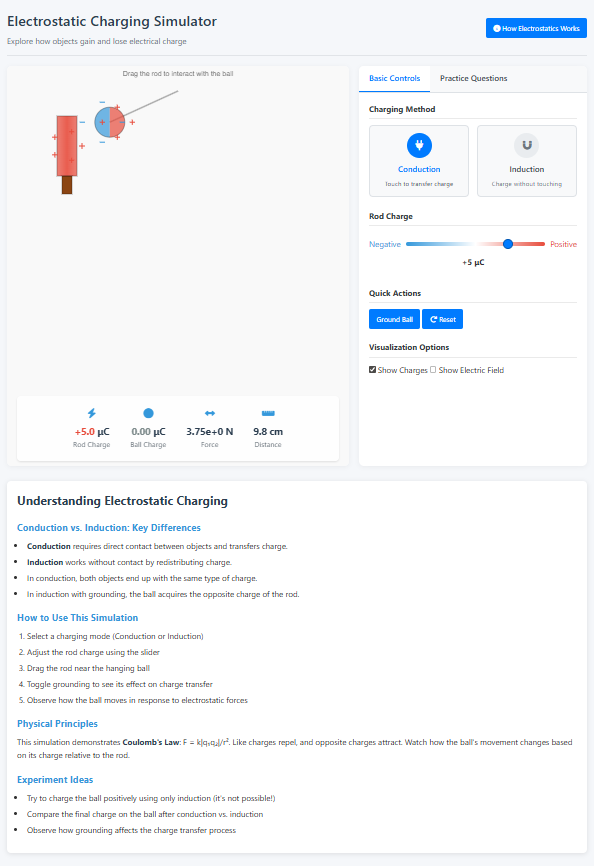 Electrostatic Charging Simulator
Explore how objects gain and lose electrical charge
How Electrostatics Works
Drag the rod to interact with the ball
+5.0 μC
Rod Charge
0.00 μC
Ball Charge
3.75e+0 N
Force
9.8 cm
Distance
Basic Controls
Practice Questions
Charging Method
Conduction
Touch to transfer charge
Induction
Charge without touching
Rod Charge
Negative
Positive
+5 μC
Quick Actions
Ground Ball
Reset
Visualization Options
Show Charges
Show Electric Field
Understanding Electrostatic Charging
Conduction vs. Induction: Key Differences
Conduction requires direct contact between objects and transfers charge.
Induction works without contact by redistributing charge.
In conduction, both objects end up with the same type of charge.
In induction with grounding, the ball acquires the opposite charge of the rod.
How to Use This Simulation
1. Select a charging mode (Conduction or Induction)
2. Adjust the rod charge using the slider
3. Drag the rod near the hanging ball
4. Toggle grounding to see its effect on charge transfer
5. Observe how the ball moves in response to electrostatic forces
Physical Principles
This simulation demonstrates Coulomb's Law: F = k|q₁q₂|/r². Like charges repel, and opposite charges attract. Watch how the ball's movement changes based
on its charge relative to the rod.
Experiment Ideas
Try to charge the ball positively using only induction (it's not possible!)
Compare the final charge on the ball after conduction vs. induction
Observe how grounding affects the charge transfer process